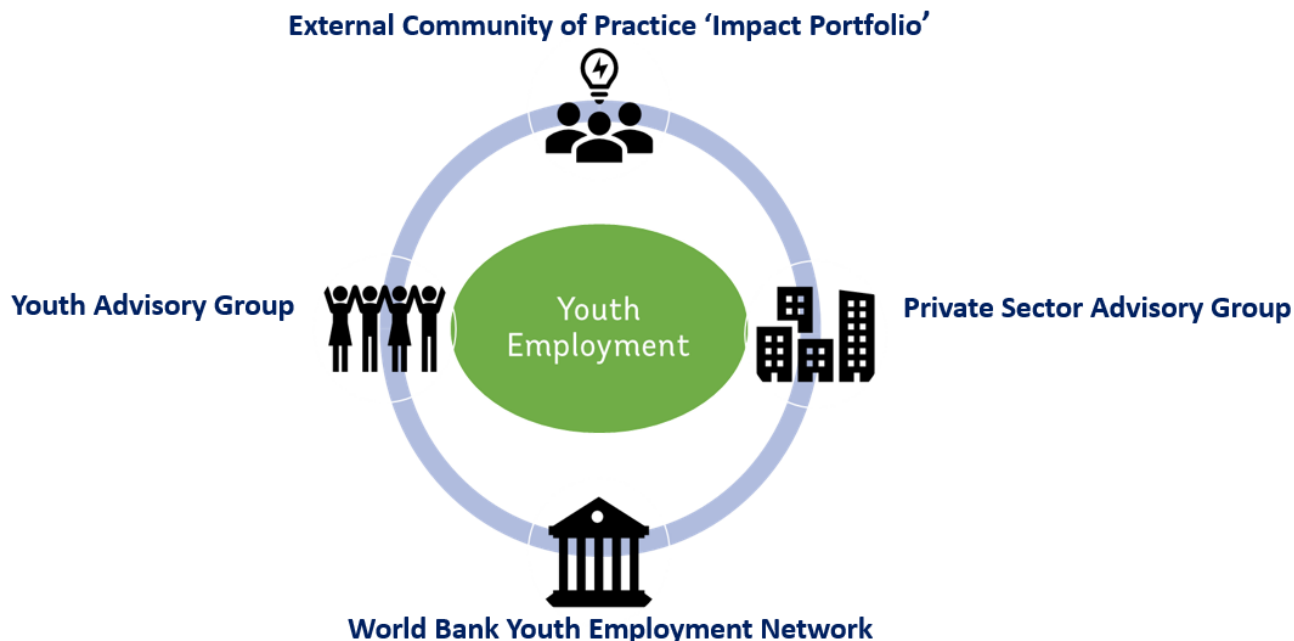 External Community of Practice ‘Impact Portfolio’
Youth Advisory Group
Youth
Employment
Private Sector Advisory Group
World Bank Youth Employment Network